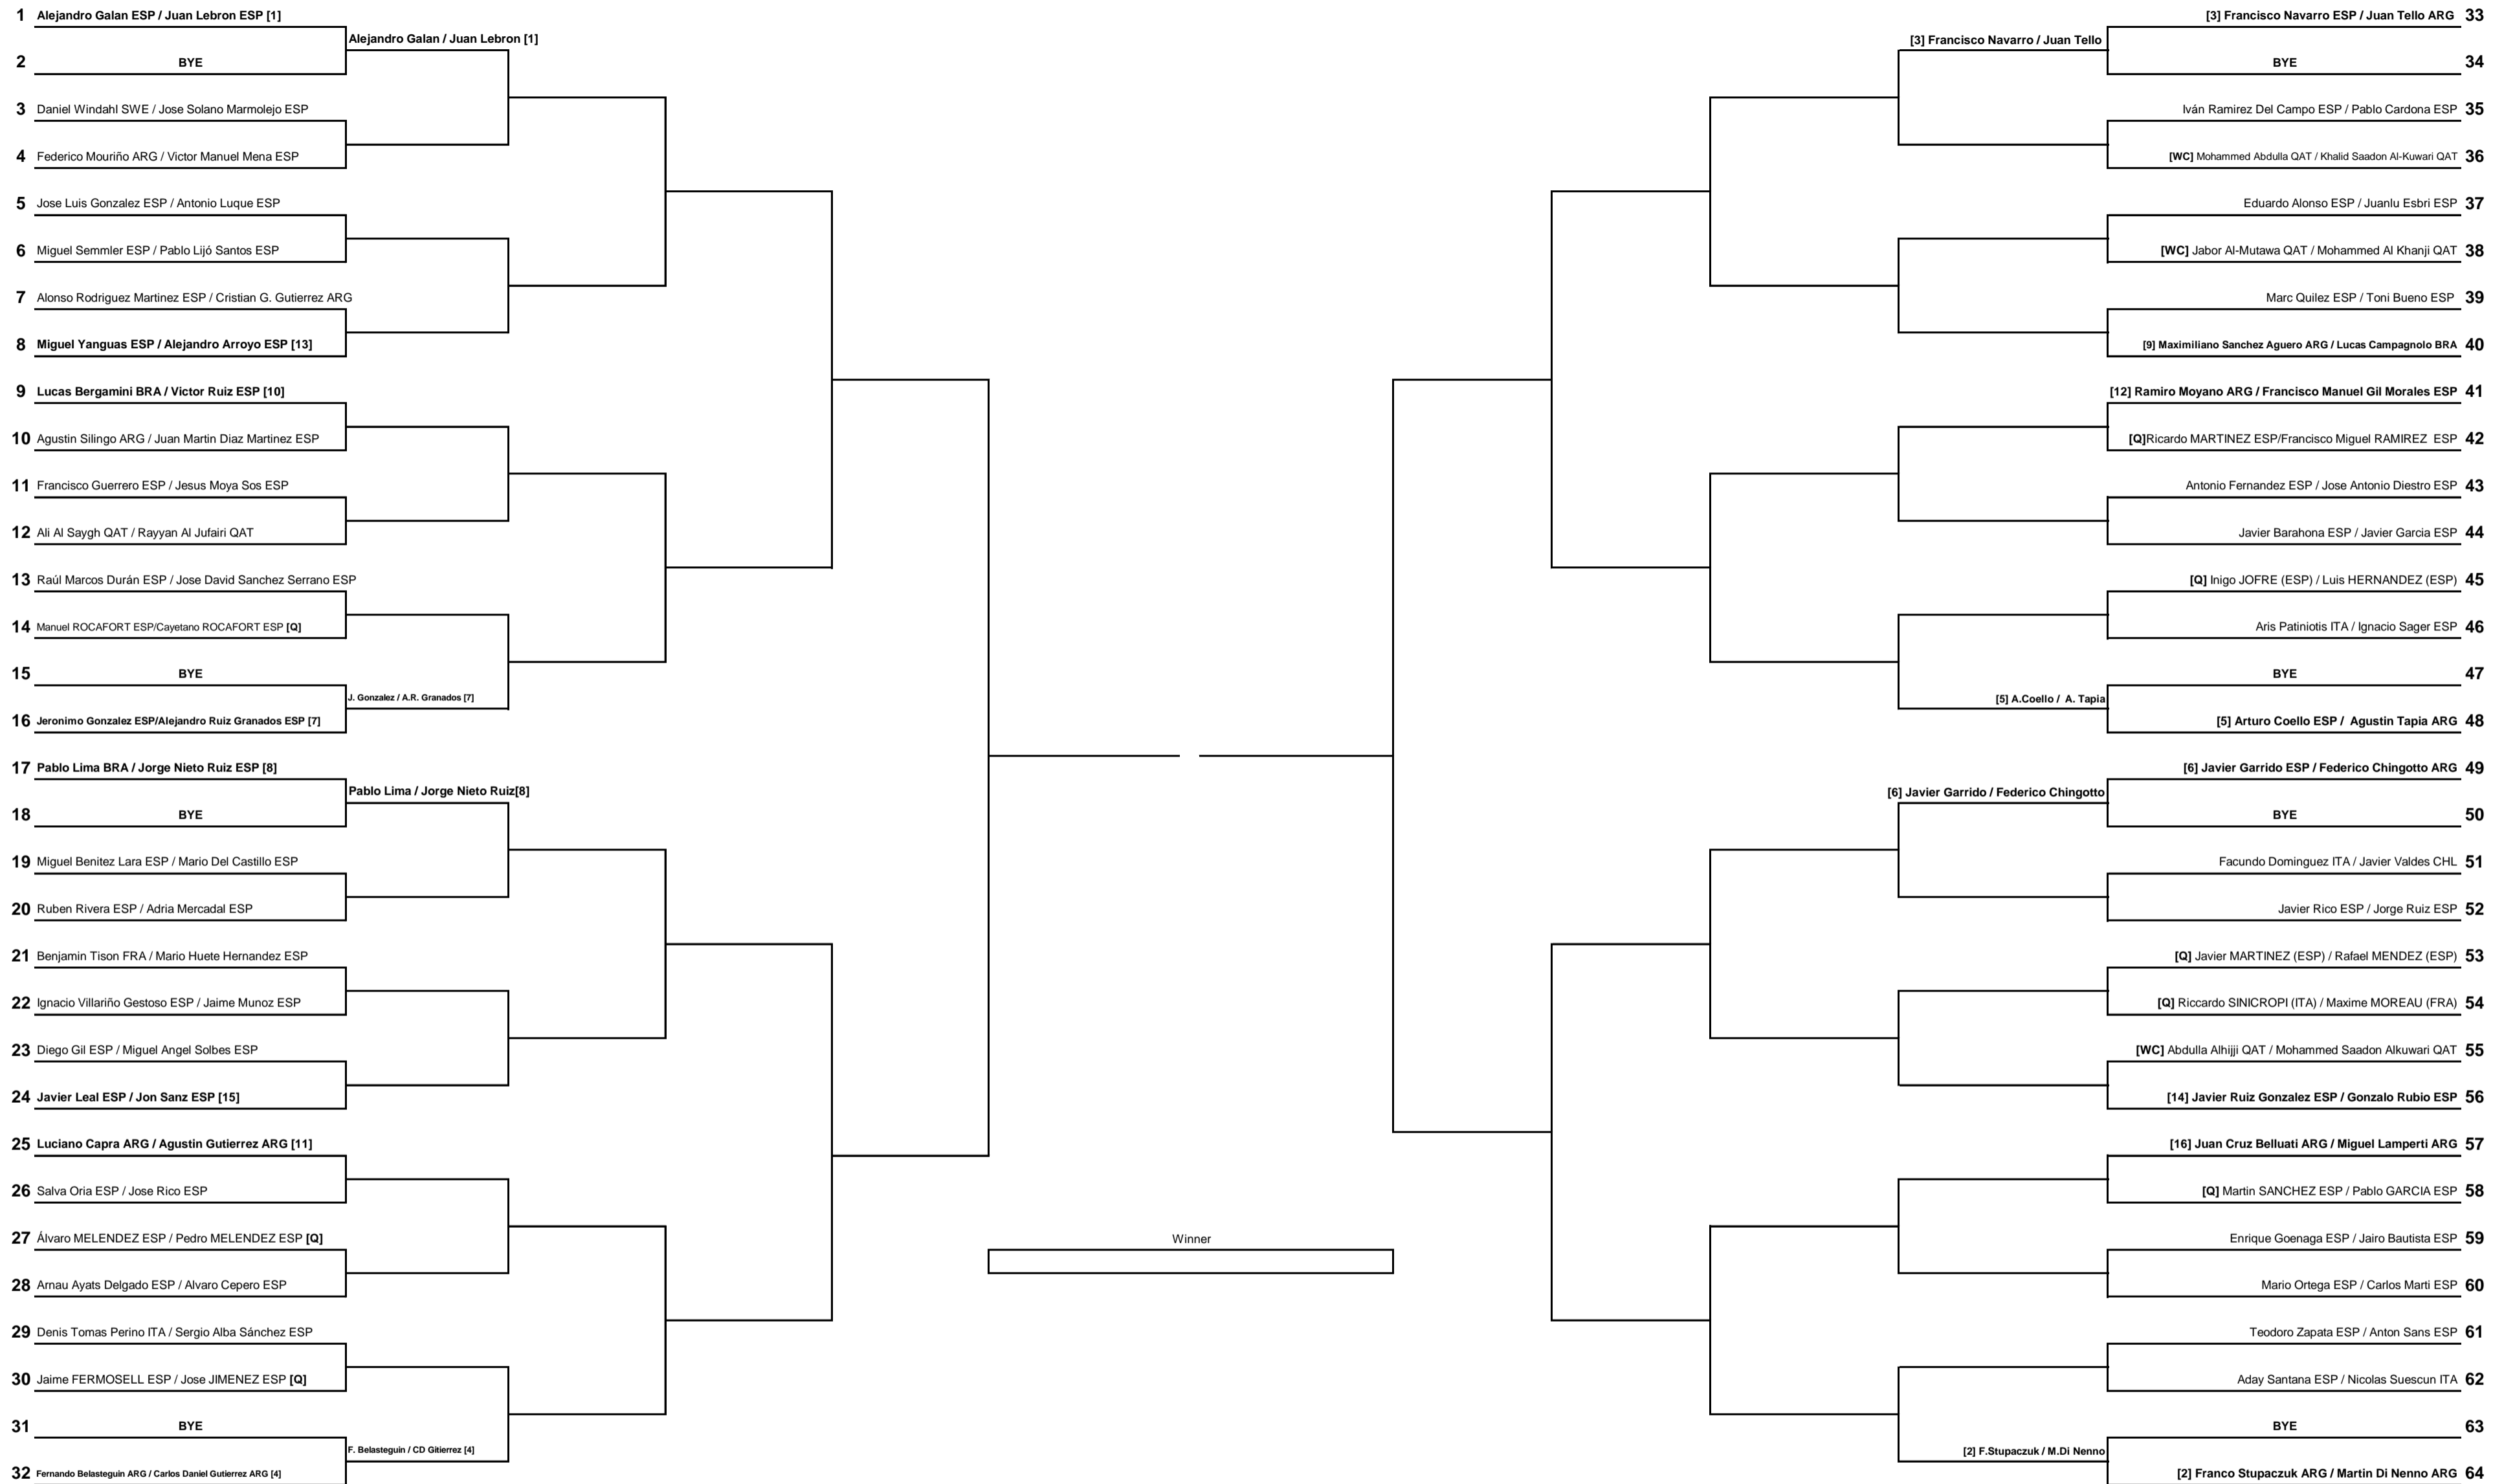 1 Alejandro Galan ESP / Juan Lebron ESP [1]
Alejandro Galan / Juan Lebron [1]
2 BYE
3 Daniel Windahl SWE / Jose Solano Marmolejo ESP
4 Federico Mouriño ARG / Victor Manuel Mena ESP
5 Jose Luis Gonzalez ESP / Antonio Luque ESP
6 Miguel Semmler ESP / Pablo Lijó Santos ESP
7 Alonso Rodriguez Martinez ESP / Cristian G. Gutierrez ARG
8 Miguel Yanguas ESP / Alejandro Arroyo ESP [13]
9 Lucas Bergamini BRA / Victor Ruiz ESP [10]
10 Agustin Silingo ARG / Juan Martin Diaz Martinez ESP
11 Francisco Guerrero ESP / Jesus Moya Sos ESP
12 Ali Al Saygh QAT / Rayyan Al Jufairi QAT
13 Raúl Marcos Durán ESP / Jose David Sanchez Serrano ESP
14 Manuel ROCAFORT ESP/Cayetano ROCAFORT ESP [Q]
15 BYE
J. Gonzalez / A.R. Granados [7]
16 Jeronimo Gonzalez ESP/Alejandro Ruiz Granados ESP [7]
17 Pablo Lima BRA / Jorge Nieto Ruiz ESP [8]
Pablo Lima / Jorge Nieto Ruiz[8]
18 BYE
19 Miguel Benitez Lara ESP / Mario Del Castillo ESP
20 Ruben Rivera ESP / Adria Mercadal ESP
21 Benjamin Tison FRA / Mario Huete Hernandez ESP
22 Ignacio Villariño Gestoso ESP / Jaime Munoz ESP
23 Diego Gil ESP / Miguel Angel Solbes ESP
24 Javier Leal ESP / Jon Sanz ESP [15]
25 Luciano Capra ARG / Agustin Gutierrez ARG [11]
26 Salva Oria ESP / Jose Rico ESP
27 Álvaro MELENDEZ ESP / Pedro MELENDEZ ESP [Q]
28 Arnau Ayats Delgado ESP / Alvaro Cepero ESP
29 Denis Tomas Perino ITA / Sergio Alba Sánchez ESP
30 Jaime FERMOSELL ESP / Jose JIMENEZ ESP [Q]
31 BYE
F. Belasteguin / CD Gitierrez [4]
32 Fernando Belasteguin ARG / Carlos Daniel Gutierrez ARG [4]
Winner
[3] Francisco Navarro ESP / Juan Tello ARG 33
[3] Francisco Navarro / Juan Tello
BYE 34
Iván Ramirez Del Campo ESP / Pablo Cardona ESP 35
[WC] Mohammed Abdulla QAT / Khalid Saadon Al-Kuwari QAT 36
Eduardo Alonso ESP / Juanlu Esbri ESP 37
[WC] Jabor Al-Mutawa QAT / Mohammed Al Khanji QAT 38
Marc Quilez ESP / Toni Bueno ESP 39
[9] Maximiliano Sanchez Aguero ARG / Lucas Campagnolo BRA 40
[12] Ramiro Moyano ARG / Francisco Manuel Gil Morales ESP 41
[Q]Ricardo MARTINEZ ESP/Francisco Miguel RAMIREZ ESP 42
Antonio Fernandez ESP / Jose Antonio Diestro ESP 43
Javier Barahona ESP / Javier Garcia ESP 44
[Q] Inigo JOFRE (ESP) / Luis HERNANDEZ (ESP) 45
Aris Patiniotis ITA / Ignacio Sager ESP 46
BYE 47
[5] A.Coello / A. Tapia
[5] Arturo Coello ESP / Agustin Tapia ARG 48
[6] Javier Garrido ESP / Federico Chingotto ARG 49
[6] Javier Garrido / Federico Chingotto
BYE 50
Facundo Dominguez ITA / Javier Valdes CHL 51
Javier Rico ESP / Jorge Ruiz ESP 52
[Q] Javier MARTINEZ (ESP) / Rafael MENDEZ (ESP) 53
[Q] Riccardo SINICROPI (ITA) / Maxime MOREAU (FRA) 54
[WC] Abdulla Alhijji QAT / Mohammed Saadon Alkuwari QAT 55
[14] Javier Ruiz Gonzalez ESP / Gonzalo Rubio ESP 56
[16] Juan Cruz Belluati ARG / Miguel Lamperti ARG 57
[Q] Martin SANCHEZ ESP / Pablo GARCIA ESP 58
Enrique Goenaga ESP / Jairo Bautista ESP 59
Mario Ortega ESP / Carlos Marti ESP 60
Teodoro Zapata ESP / Anton Sans ESP 61
Aday Santana ESP / Nicolas Suescun ITA 62
BYE 63
[2] F.Stupaczuk / M.Di Nenno
[2] Franco Stupaczuk ARG / Martin Di Nenno ARG 64